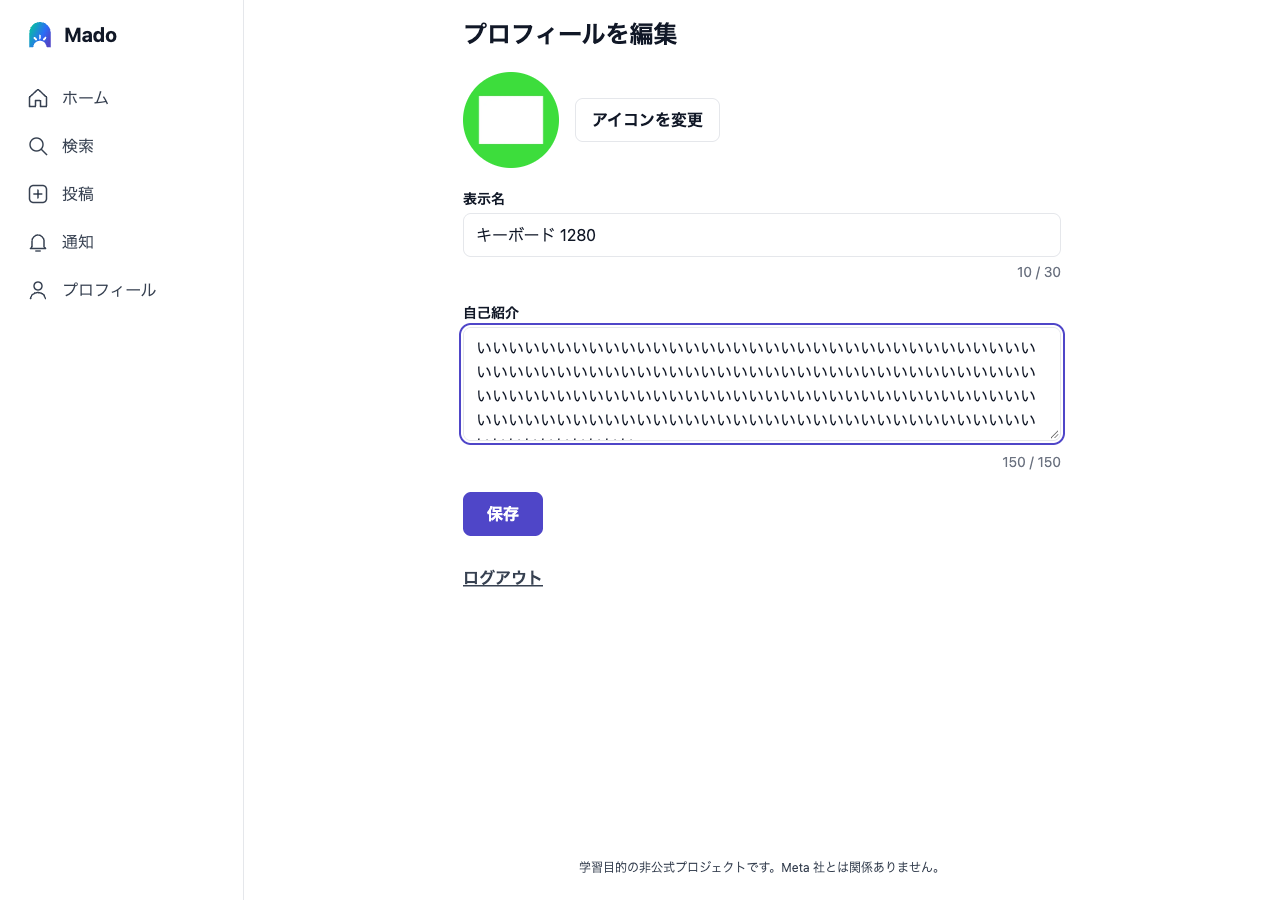 Mado
ホーム
検索
投稿
通知
プロフィール
プロフィールを編集
アイコンを変更
表示名
キーボード 1280
10 / 30
自己紹介
いいいいいいいいいいいいいいいいいいいいいいいいいいいいいいいいいいい
いいいいいいいいいいいいいいいいいいいいいいいいいいいいいいいいいいい
いいいいいいいいいいいいいいいいいいいいいいいいいいいいいいいいいいい
いいいいいいいいいいいいいいいいいいいいいいいいいいいいいいいいいいい
150 / 150
保存
ログアウト
学習目的の非公式プロジェクトです。Meta 社とは関係ありません。